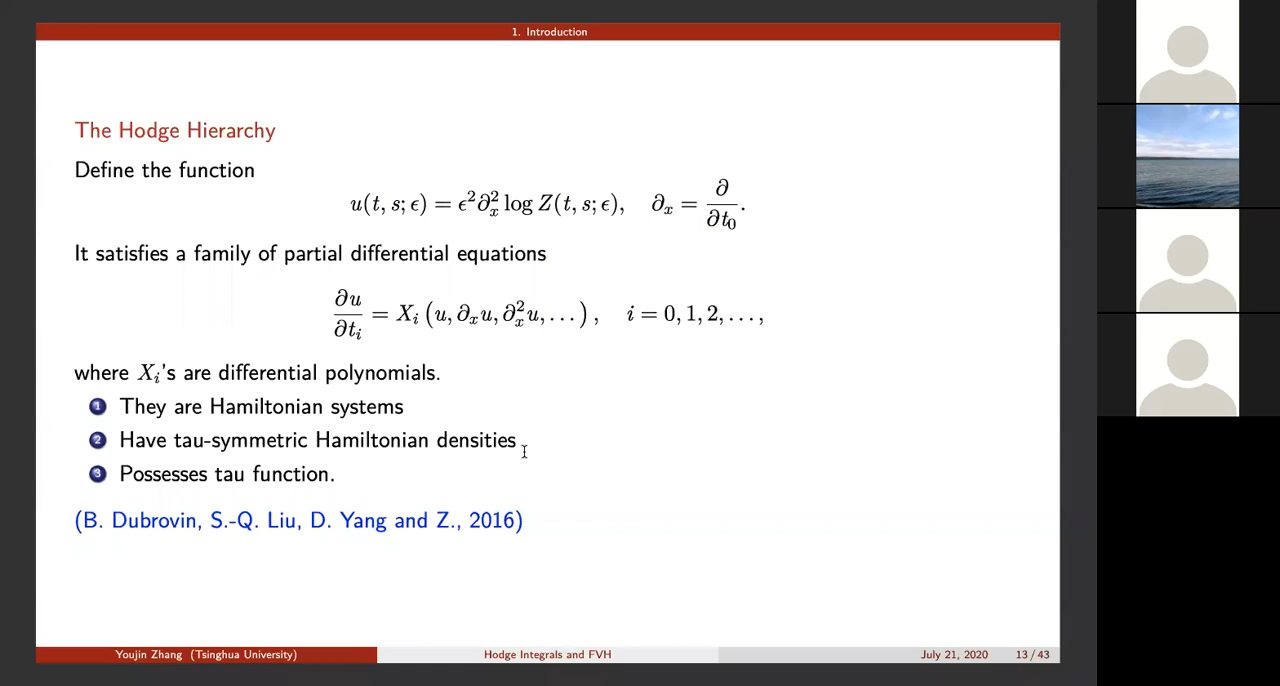 1. Introduction
The Hodge Hierarchy
Define the function
u(t, s; ϵ) = ϵ²∂ₓ² log Z(t, s; ϵ),   ∂ₓ = ∂/∂t₀.
It satisfies a family of partial differential equations
∂u/∂tᵢ = Xᵢ (u, ∂ₓu, ∂ₓ²u, . . . ),   i = 0, 1, 2, . . . ,
where Xᵢ's are differential polynomials.
1 They are Hamiltonian systems
2 Have tau-symmetric Hamiltonian densities
3 Possesses tau function.
(B. Dubrovin, S.-Q. Liu, D. Yang and Z., 2016)
Youjin Zhang (Tsinghua University) Hodge Integrals and FVH July 21, 2020 13 / 43